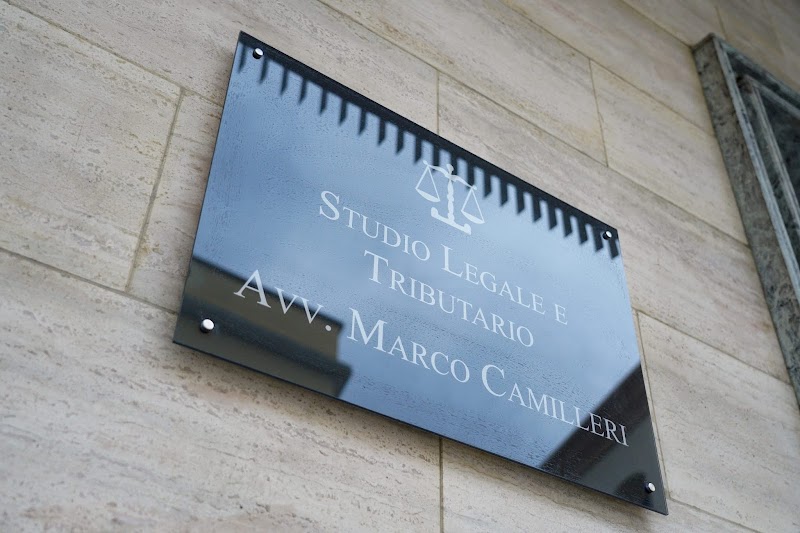 Studio Legale e
Tributario
Avv. Marco Camilleri